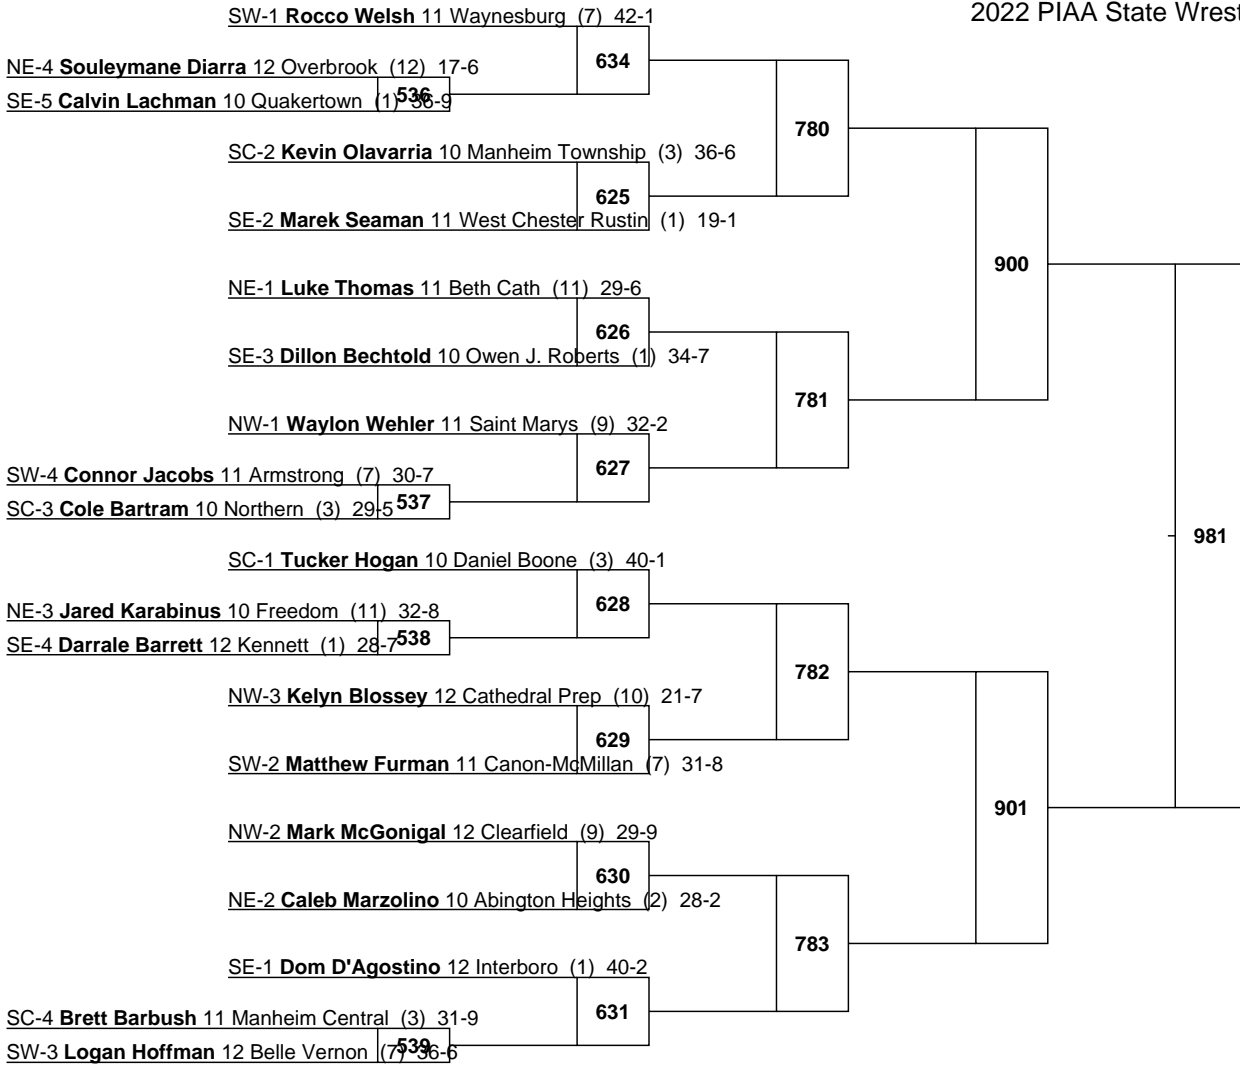 2022 PIAA State Wrest
SW-1 Rocco Welsh 11 Waynesburg (7) 42-1
634
NE-4 Souleymane Diarra 12 Overbrook (12) 17-6
536
SE-5 Calvin Lachman 10 Quakertown (1) 36-9
780
SC-2 Kevin Olavarria 10 Manheim Township (3) 36-6
625
SE-2 Marek Seaman 11 West Chester Rustin (1) 19-1
900
NE-1 Luke Thomas 11 Beth Cath (11) 29-6
626
SE-3 Dillon Bechtold 10 Owen J. Roberts (1) 34-7
781
NW-1 Waylon Wehler 11 Saint Marys (9) 32-2
627
SW-4 Connor Jacobs 11 Armstrong (7) 30-7
537
SC-3 Cole Bartram 10 Northern (3) 29-5
981
SC-1 Tucker Hogan 10 Daniel Boone (3) 40-1
628
NE-3 Jared Karabinus 10 Freedom (11) 32-8
538
SE-4 Darrale Barrett 12 Kennett (1) 28-7
782
NW-3 Kelyn Blossey 12 Cathedral Prep (10) 21-7
629
SW-2 Matthew Furman 11 Canon-McMillan (7) 31-8
901
NW-2 Mark McGonigal 12 Clearfield (9) 29-9
630
NE-2 Caleb Marzolino 10 Abington Heights (2) 28-2
783
SE-1 Dom D'Agostino 12 Interboro (1) 40-2
631
SC-4 Brett Barbush 11 Manheim Central (3) 31-9
539
SW-3 Logan Hoffman 12 Belle Vernon (7) 36-6